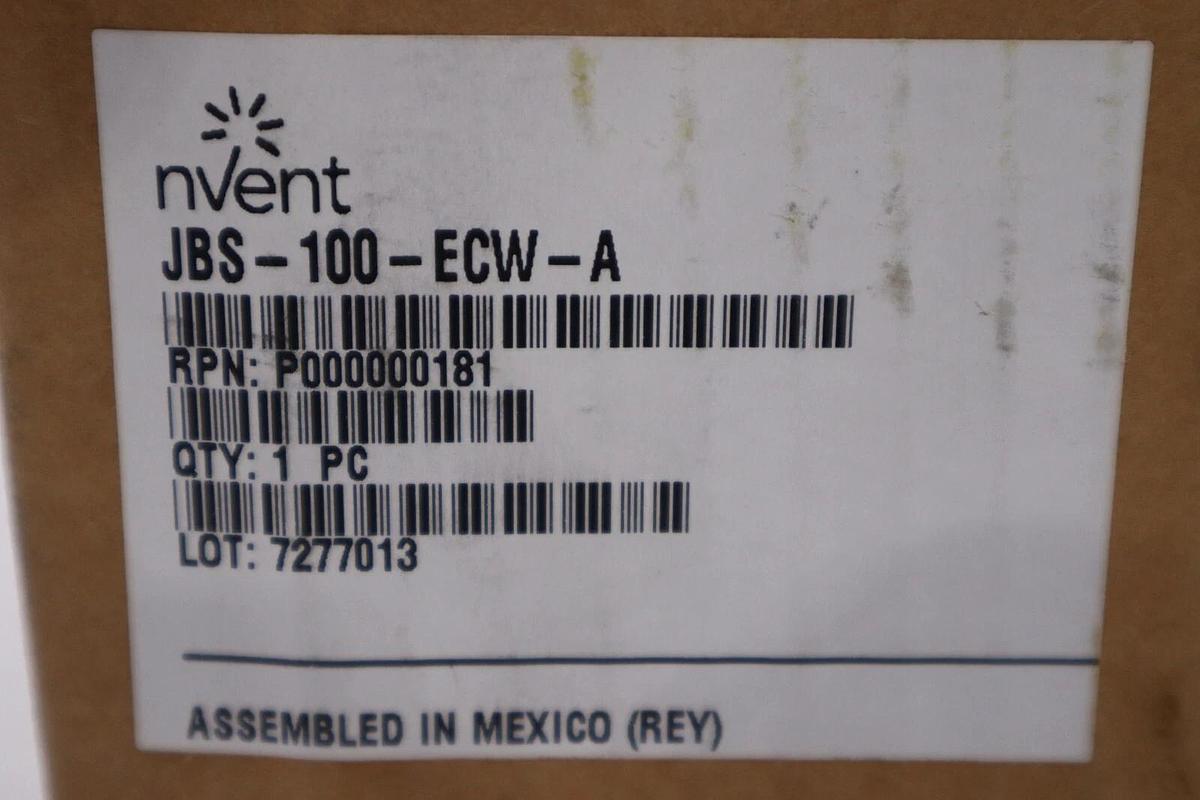 nVent
JBS-100-ECW-A
RPN: P000000181
QTY: 1 PC
LOT: 7277013
ASSEMBLED IN MEXICO (REY)